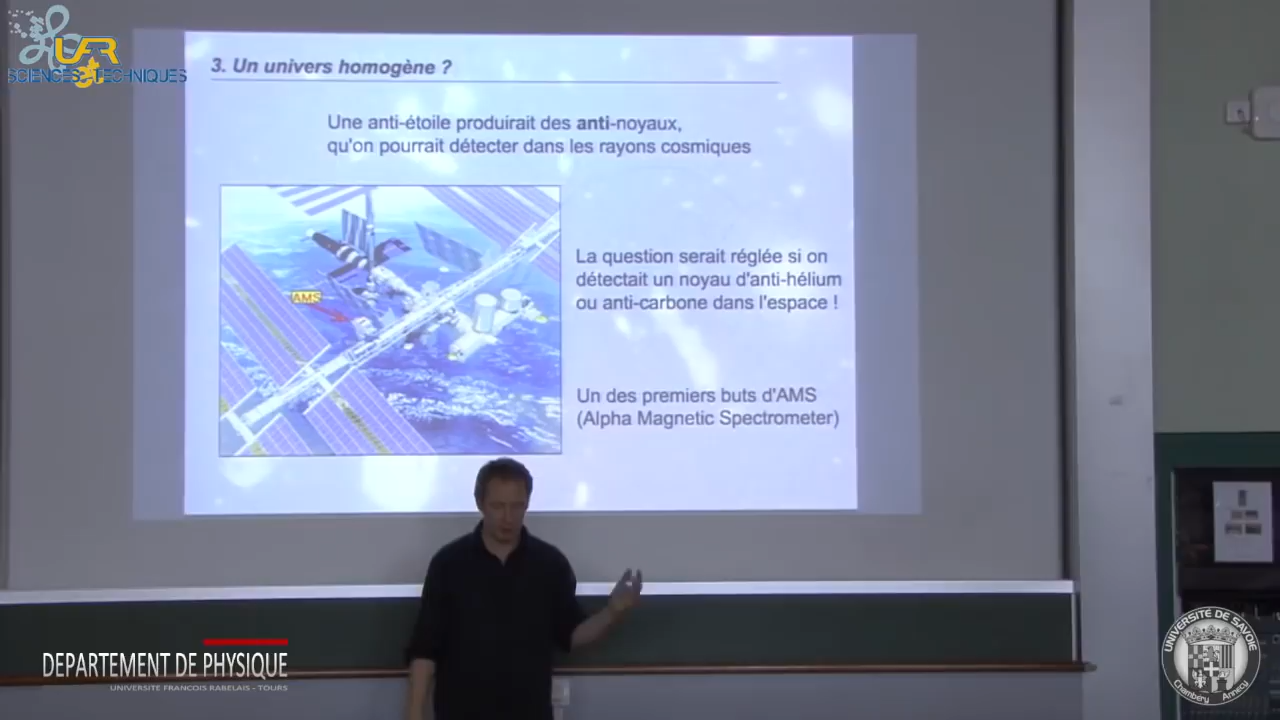 UFR
SCIENCES & TECHNIQUES
3. Un univers homogène ?
Une anti-étoile produirait des anti-noyaux,
qu'on pourrait détecter dans les rayons cosmiques
AMS
La question serait réglée si on
détectait un noyau d'anti-hélium
ou anti-carbone dans l'espace !
Un des premiers buts d'AMS
(Alpha Magnetic Spectrometer)
DEPARTEMENT DE PHYSIQUE
UNIVERSITE FRANCOIS RABELAIS - TOURS
UNIVERSITÉ DE SAVOIE
Chambéry Annecy